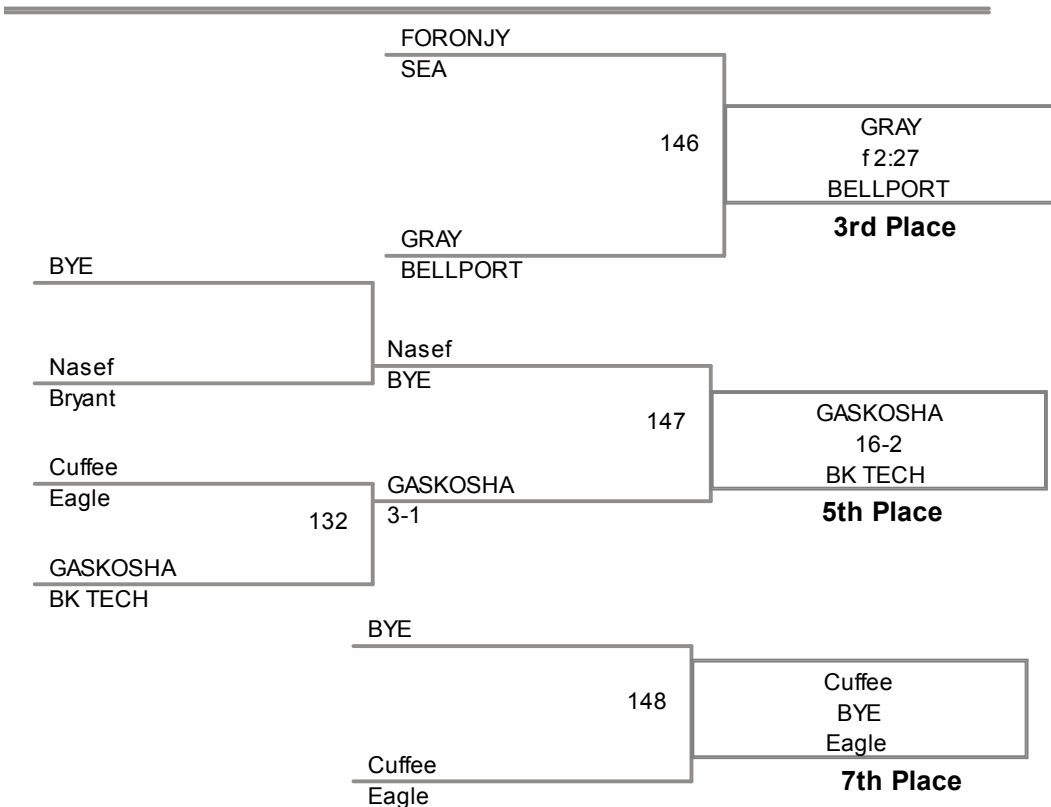 FORONJY
SEA
146
GRAY
f 2:27
BELLPORT
3rd Place
GRAY
BELLPORT
BYE
Nasef
Bryant
Nasef
BYE
147
GASKOSHA
16-2
BK TECH
5th Place
Cuffee
Eagle
132
GASKOSHA
3-1
GASKOSHA
BK TECH
BYE
148
Cuffee
BYE
Eagle
7th Place
Cuffee
Eagle